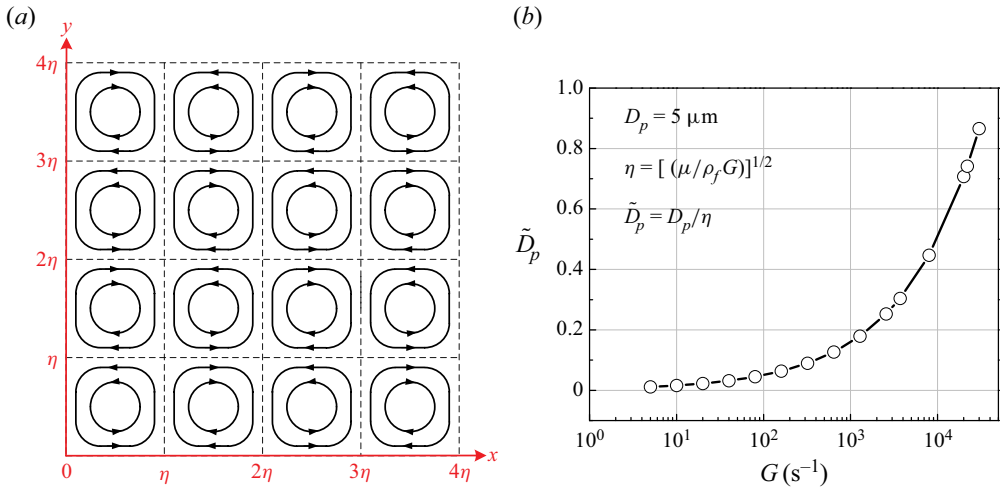 (a)
y
4η
3η
2η
η
0
η
2η
3η
4η
x
(b)
1.0
0.8
0.6
0.4
0.2
0
D̃p
Dp = 5 μm
η = [ (μ/ρf G)]^1/2
D̃p = Dp/η
10^0
10^1
10^2
10^3
10^4
G (s^−1)